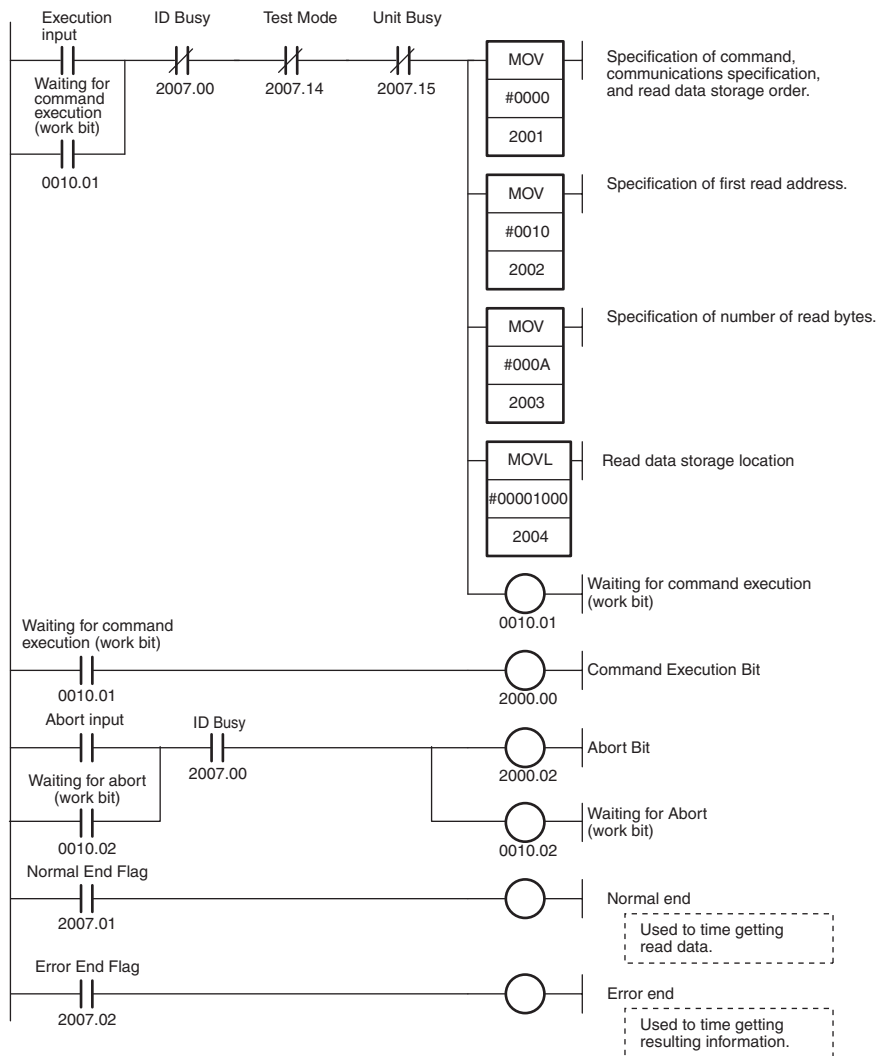 Execution
input
ID Busy
Test Mode
Unit Busy
2007.00
2007.14
2007.15
Waiting for
command
execution
(work bit)
0010.01
MOV
#0000
2001
Specification of command,
communications specification,
and read data storage order.
MOV
#0010
2002
Specification of first read address.
MOV
#000A
2003
Specification of number of read bytes.
MOVL
#00001000
2004
Read data storage location
Waiting for command execution
(work bit)
0010.01
Waiting for command
execution (work bit)
0010.01
Command Execution Bit
2000.00
Abort input
ID Busy
2007.00
Abort Bit
2000.02
Waiting for abort
(work bit)
0010.02
Waiting for Abort
(work bit)
0010.02
Normal End Flag
2007.01
Normal end
Used to time getting
read data.
Error End Flag
2007.02
Error end
Used to time getting
resulting information.